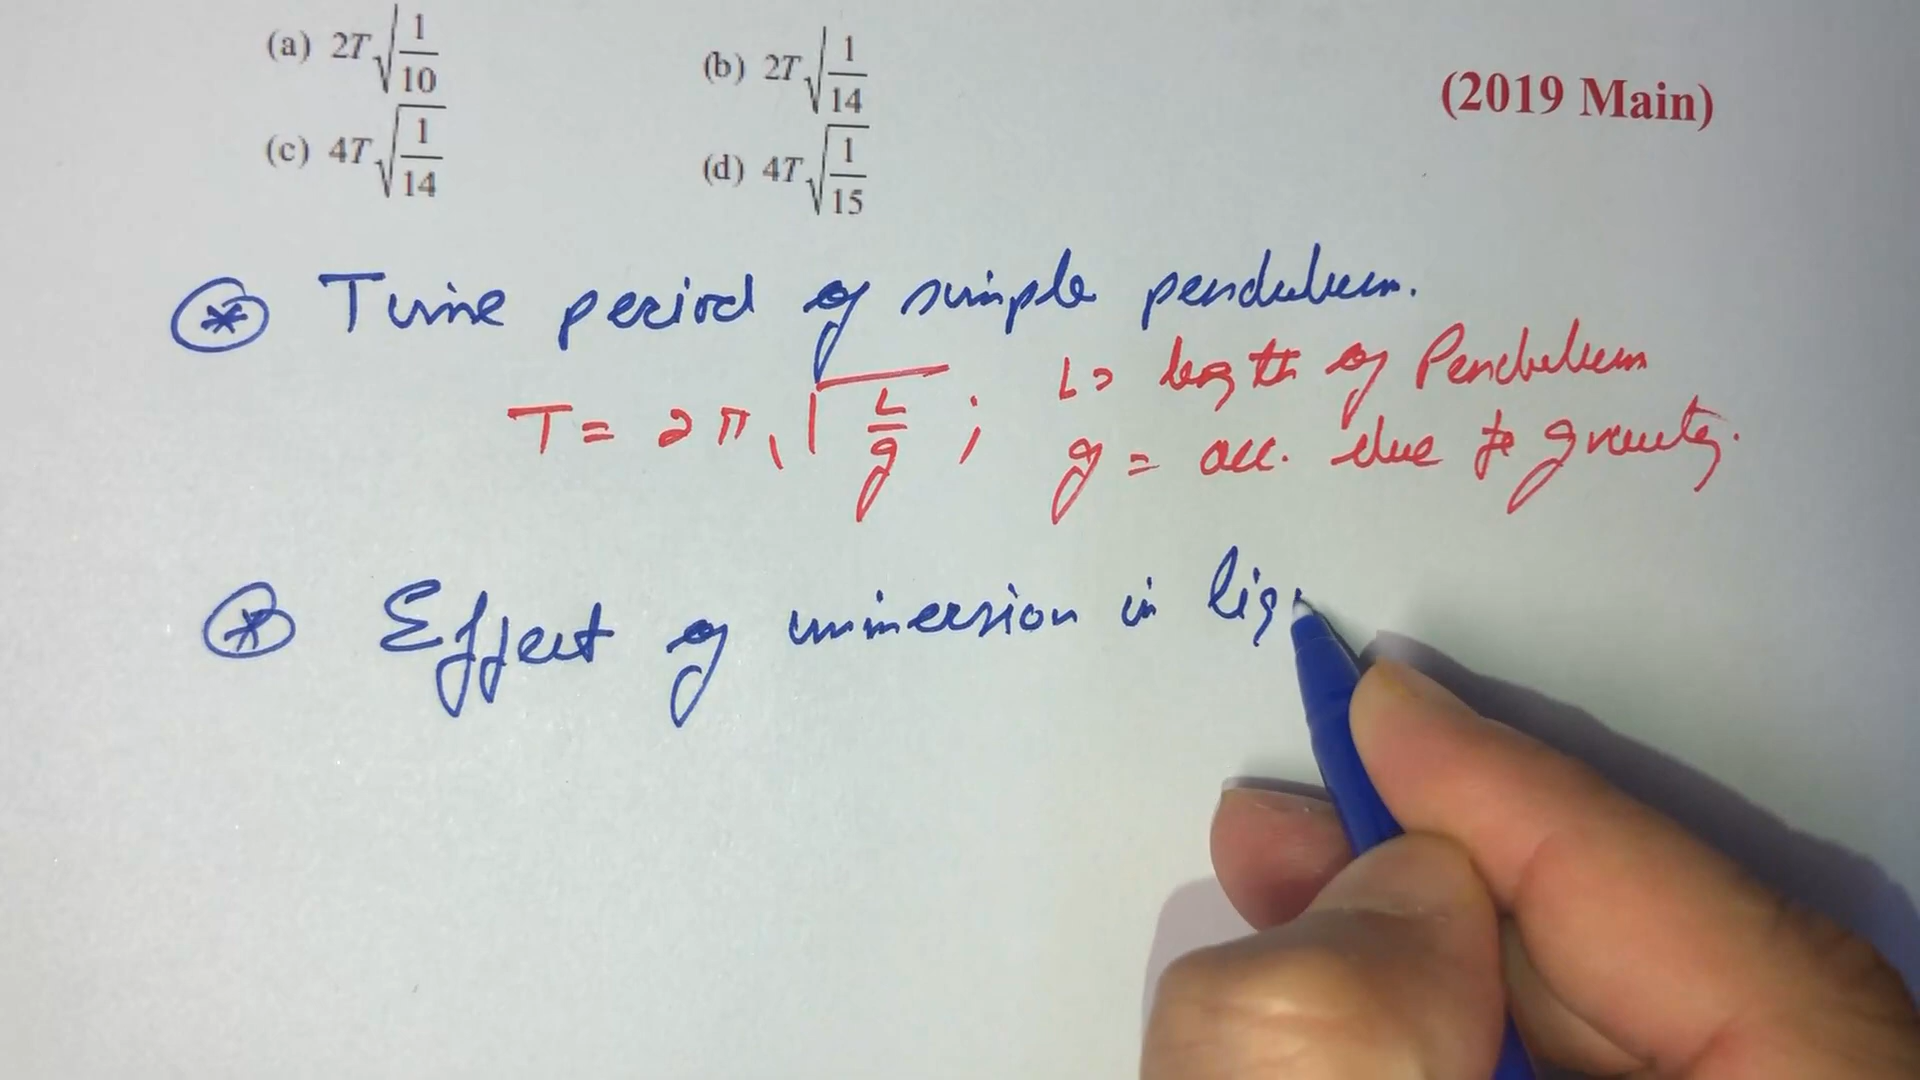 (a) 2T√1/10 (b) 2T√1/14
(2019 Main)
(c) 4T√1/14 (d) 4T√1/15
Time period of simple pendulum.
T = 2π√L/g ; L = length of Pendulum
g = acc. due to gravity.
Effect of immersion in liq